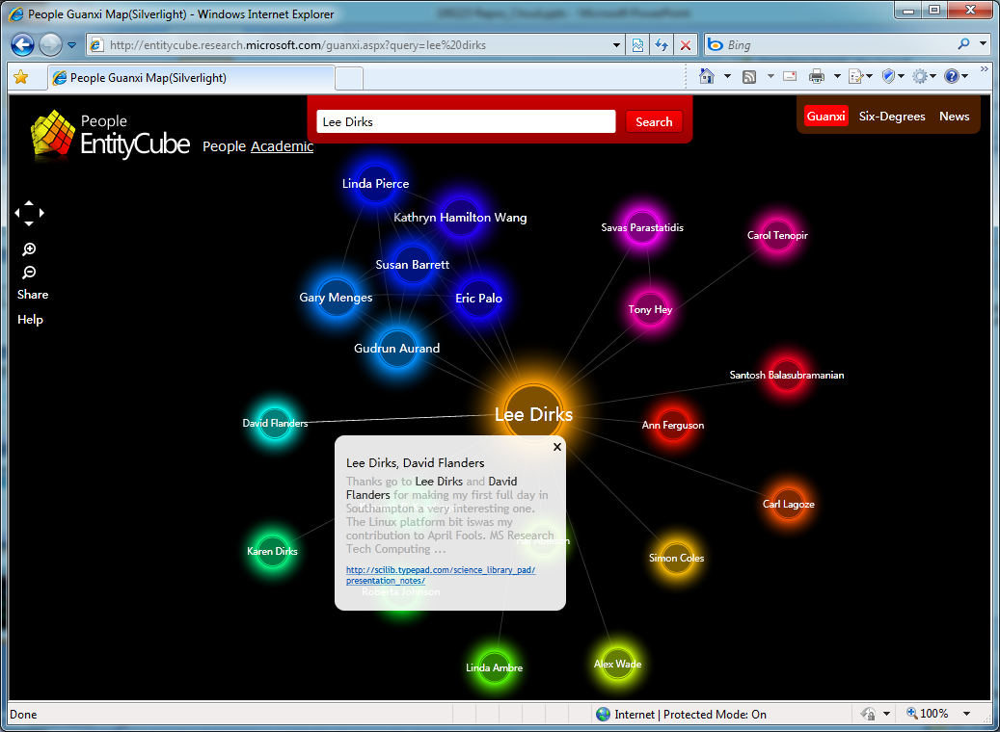 People Guanxi Map(Silverlight) - Windows Internet Explorer
http://entitycube.research.microsoft.com/guanxi.aspx?query=lee%20dirks
Bing
People Guanxi Map(Silverlight)
People
EntityCube
People Academic
Lee Dirks
Search
Guanxi Six-Degrees News
Linda Pierce
Kathryn Hamilton Wang
Savas Parastatidis
Carol Tenopir
Susan Barrett
Share
Help
Gary Menges
Eric Palo
Tony Hey
Gudrun Aurand
Santosh Balasubramanian
Lee Dirks
David Flanders
Ann Ferguson
Lee Dirks, David Flanders
Thanks go to Lee Dirks and David
Flanders for making my first full day in
Southampton a very interesting one.
The Linux platform bit iswas my
contribution to April Fools. MS Research
Tech Computing ...
http://scilib.typepad.com/science_library_pad/
presentation_notes/
Roberta Johnson
Carl Lagoze
Karen Dirks
Simon Coles
Linda Ambre
Alex Wade
Done
Internet | Protected Mode: On
100%